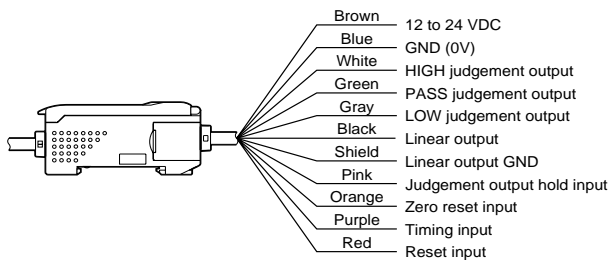 Brown 12 to 24 VDC
Blue GND (0V)
White HIGH judgement output
Green PASS judgement output
Gray LOW judgement output
Black Linear output
Shield Linear output GND
Pink Judgement output hold input
Orange Zero reset input
Purple Timing input
Red Reset input